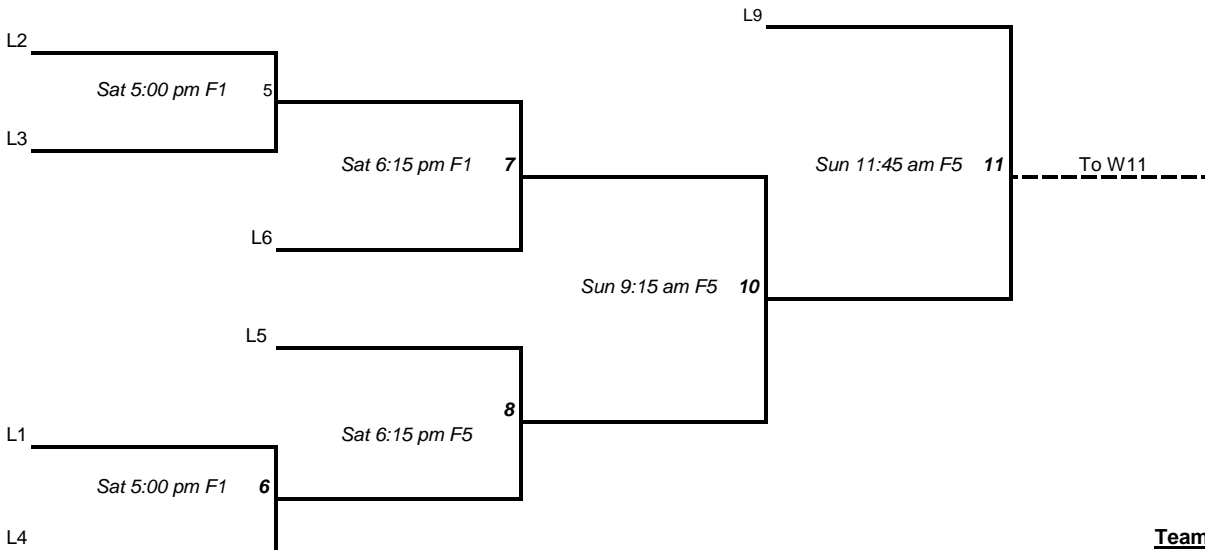 L9
L2
Sat 5:00 pm F1 5
L3
Sat 6:15 pm F1 7
Sun 11:45 am F5 11
To W11
L6
Sun 9:15 am F5 10
L5
8
L1
Sat 6:15 pm F5
Sat 5:00 pm F1 6
L4
Team